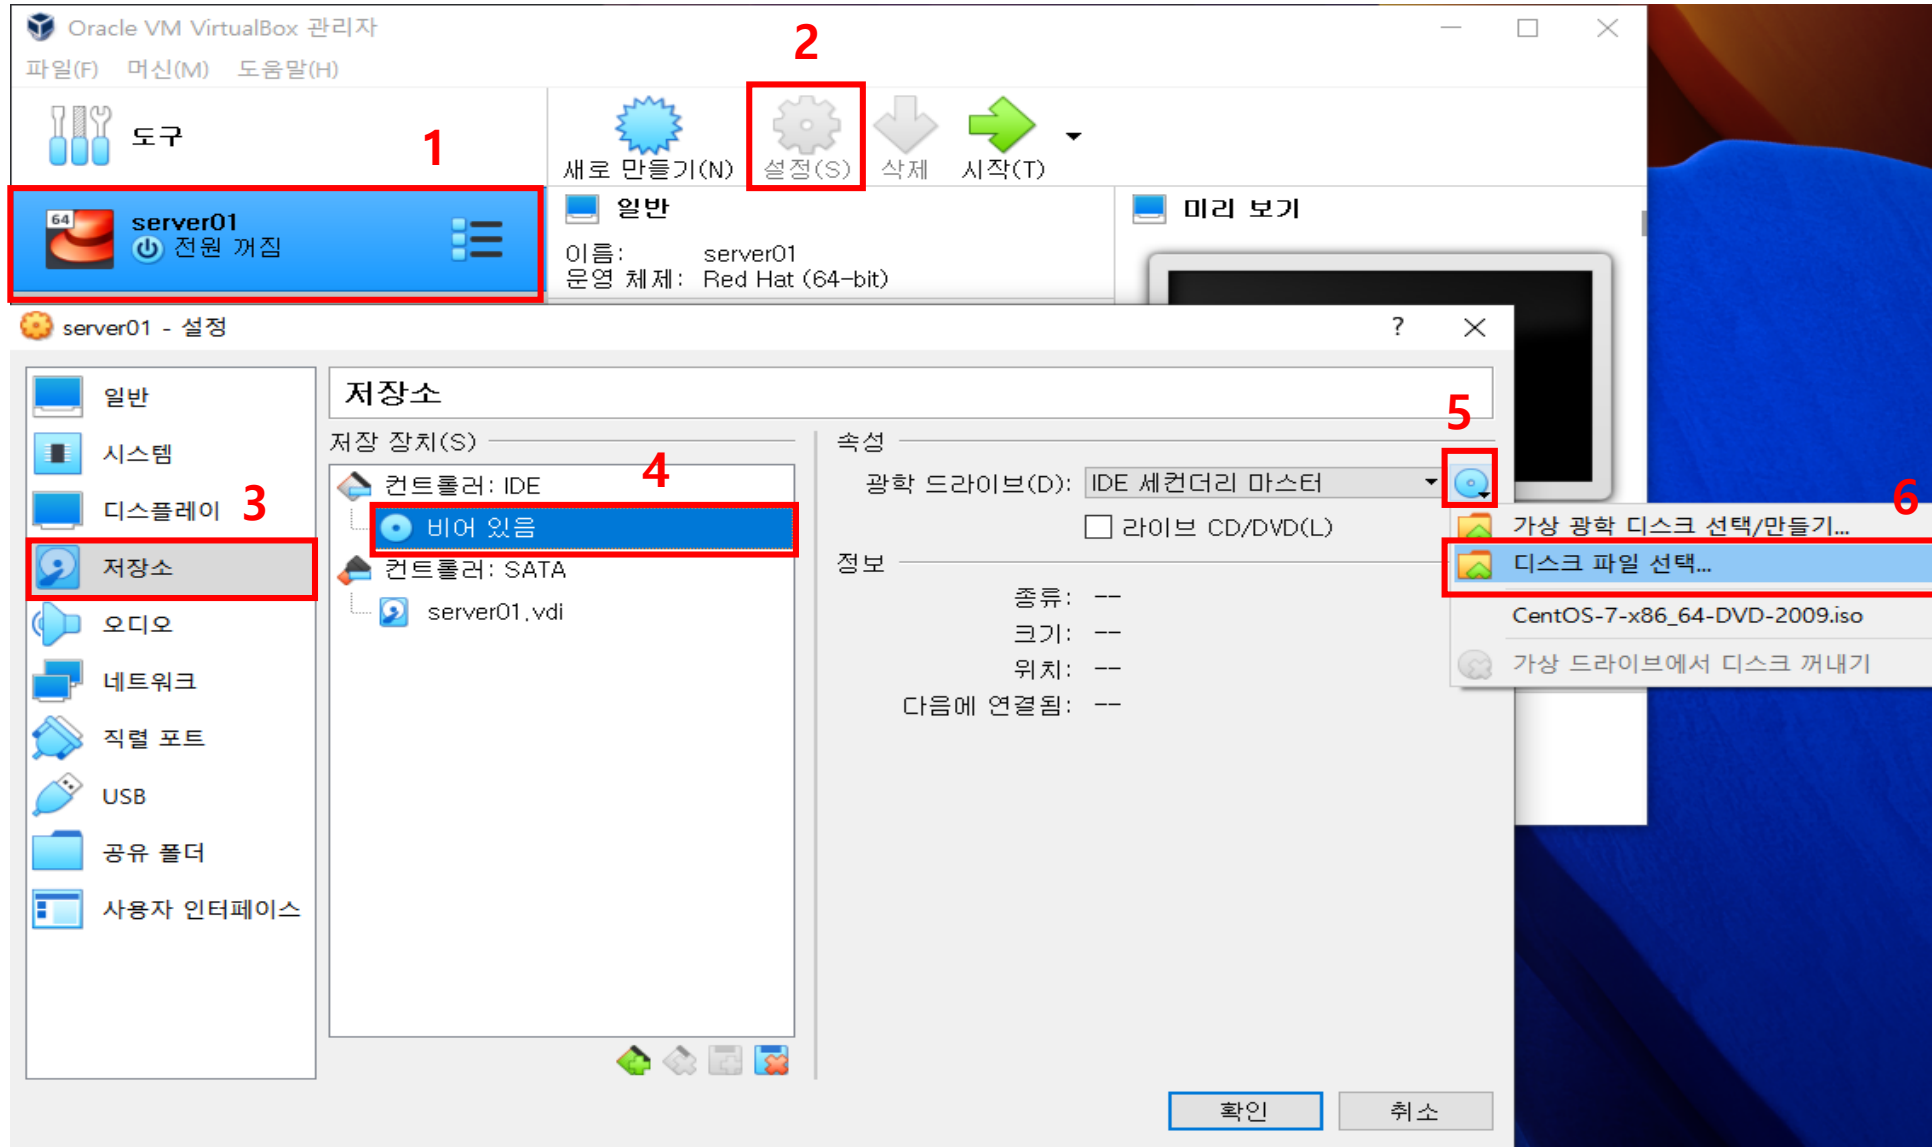 Oracle VM VirtualBox 관리자
파일(F) 머신(M) 도움말(H)
2
도구
1
새로 만들기(N) 설정(S) 삭제 시작(T)
64
server01
전원 꺼짐
일반
이름: server01
운영 체제: Red Hat (64-bit)
미리 보기
server01 - 설정
?
일반
시스템
디스플레이
3
저장소
오디오
네트워크
직렬 포트
USB
공유 폴더
사용자 인터페이스
저장소
저장 장치(S)
4
컨트롤러: IDE
비어 있음
컨트롤러: SATA
server01.vdi
속성
5
광학 드라이브(D): IDE 세컨더리 마스터
라이브 CD/DVD(L)
정보
종류: --
크기: --
위치: --
다음에 연결됨: --
6
가상 광학 디스크 선택/만들기...
디스크 파일 선택...
CentOS-7-x86_64-DVD-2009.iso
가상 드라이브에서 디스크 꺼내기
확인 취소